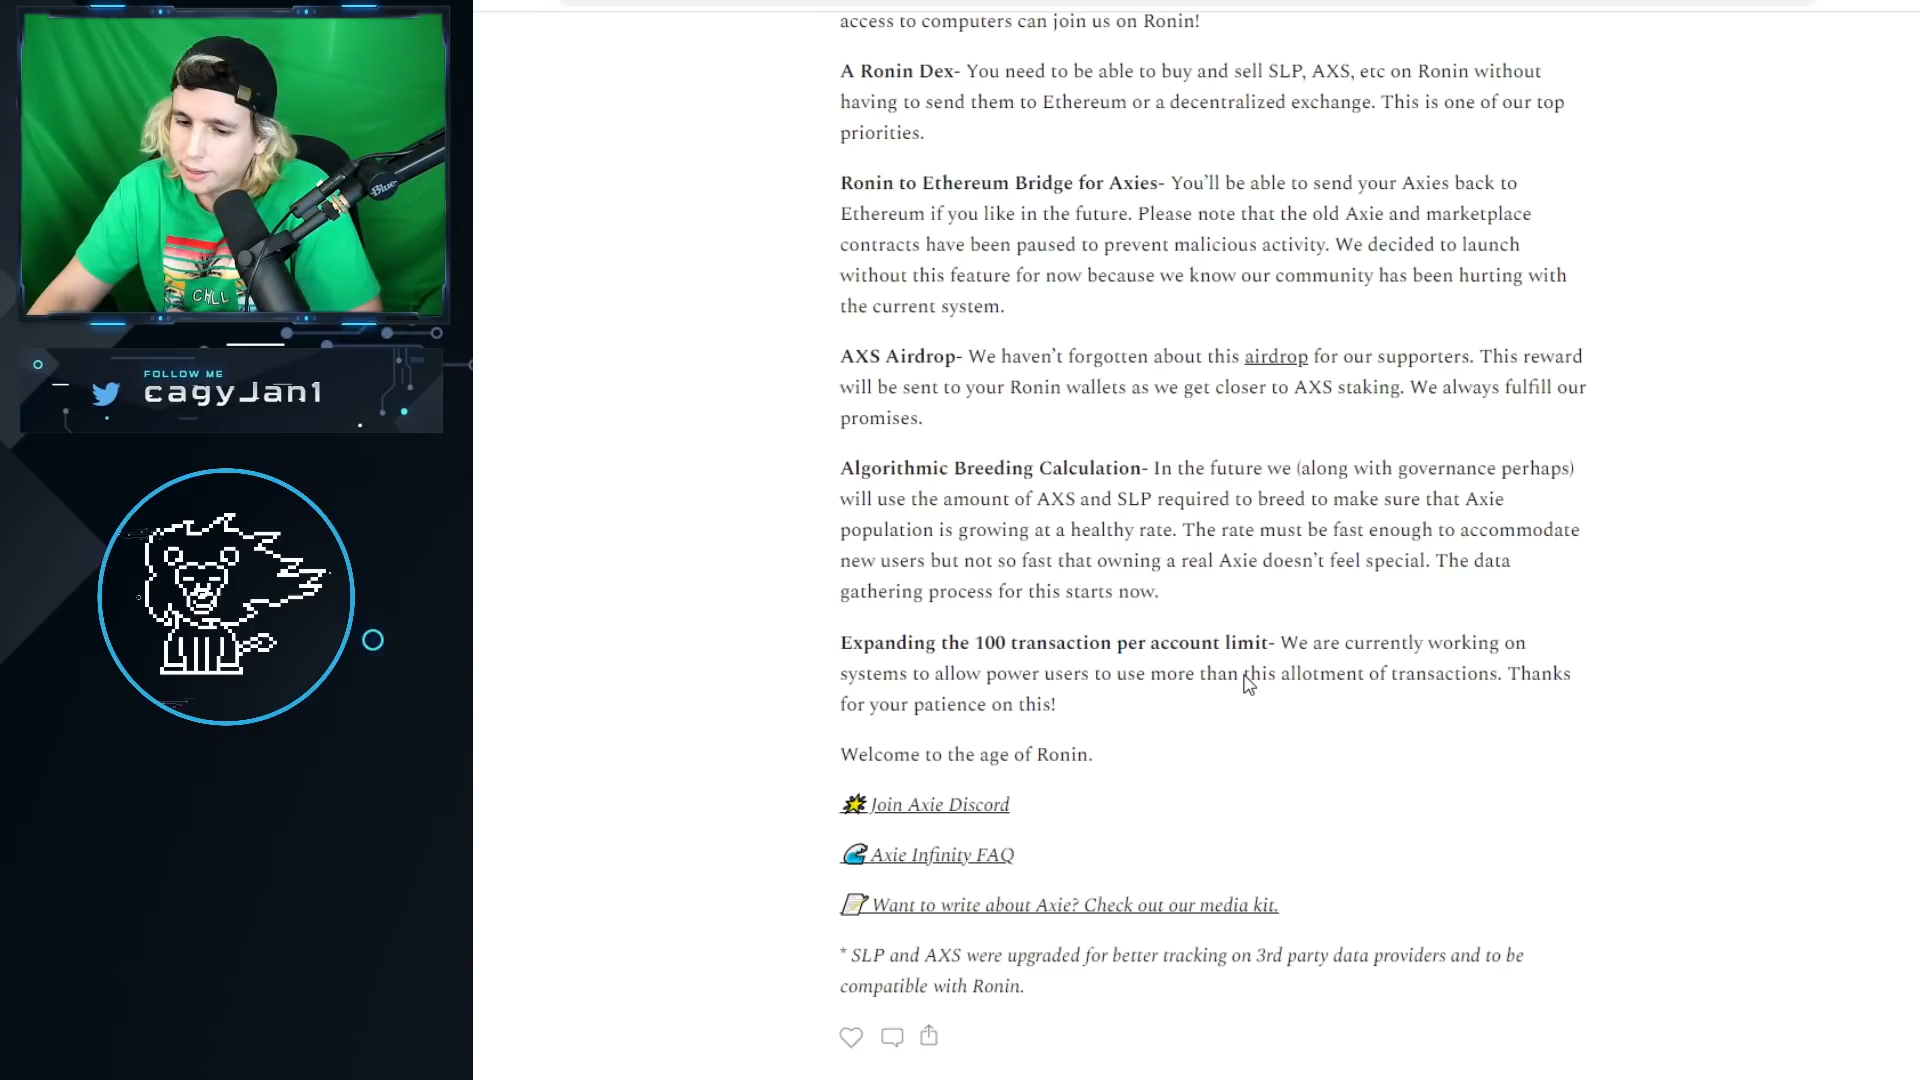 access to computers can join us on Ronin!
A Ronin Dex- You need to be able to buy and sell SLP, AXS, etc on Ronin without
having to send them to Ethereum or a decentralized exchange. This is one of our top
priorities.
Ronin to Ethereum Bridge for Axies- You’ll be able to send your Axies back to
Ethereum if you like in the future. Please note that the old Axie and marketplace
contracts have been paused to prevent malicious activity. We decided to launch
without this feature for now because we know our community has been hurting with
the current system.
AXS Airdrop- We haven’t forgotten about this airdrop for our supporters. This reward
will be sent to your Ronin wallets as we get closer to AXS staking. We always fulfill our
promises.
Algorithmic Breeding Calculation- In the future we (along with governance perhaps)
will use the amount of AXS and SLP required to breed to make sure that Axie
population is growing at a healthy rate. The rate must be fast enough to accommodate
new users but not so fast that owning a real Axie doesn’t feel special. The data
gathering process for this starts now.
Expanding the 100 transaction per account limit- We are currently working on
systems to allow power users to use more than this allotment of transactions. Thanks
for your patience on this!
Welcome to the age of Ronin.
Join Axie Discord
Axie Infinity FAQ
Want to write about Axie? Check out our media kit.
* SLP and AXS were upgraded for better tracking on 3rd party data providers and to be
compatible with Ronin.
Blue
CHLL
FOLLOW ME
cagyJan1